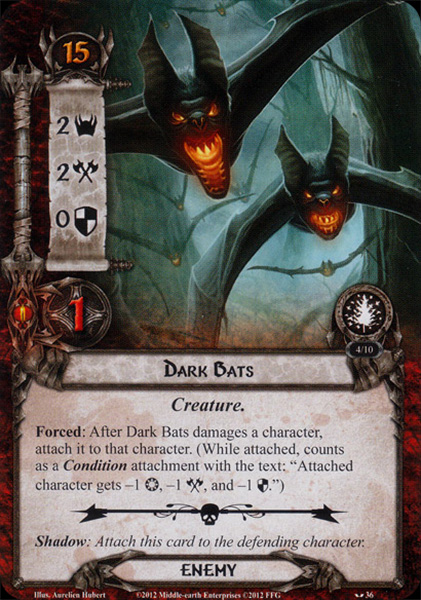 15
2
2
0
1
4/10
DARK BATS
Creature.
Forced: After Dark Bats damages a character,
attach it to that character. (While attached, counts
as a Condition attachment with the text: “Attached
character gets –1 , –1 , and –1 .”)
Shadow: Attach this card to the defending character.
ENEMY
Illus. Aurelien Hubert ©2012 Middle-earth Enterprises ©2012 FFG 36